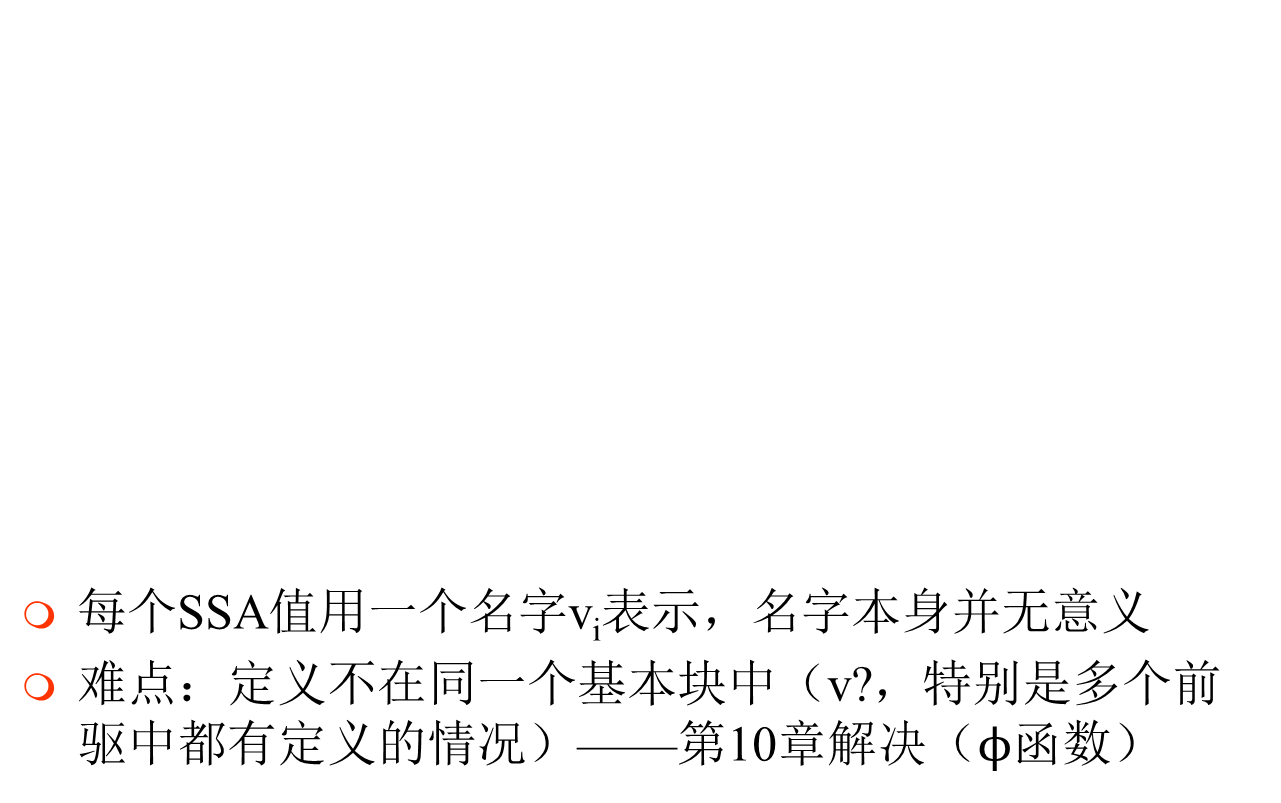 每个SSA值用一个名字vi表示，名字本身并无意义
难点：定义不在同一个基本块中（v?，特别是多个前
驱中都有定义的情况）——第10章解决（ϕ函数）